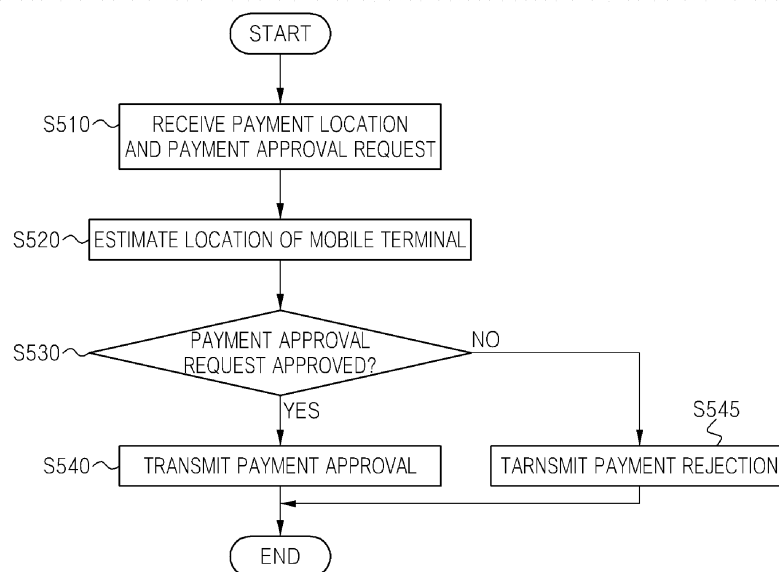 START
S510
RECEIVE PAYMENT LOCATION
AND PAYMENT APPROVAL REQUEST
S520
ESTIMATE LOCATION OF MOBILE TERMINAL
S530
PAYMENT APPROVAL
REQUEST APPROVED?
NO
YES
S545
S540
TRANSMIT PAYMENT APPROVAL
TARNSMIT PAYMENT REJECTION
END